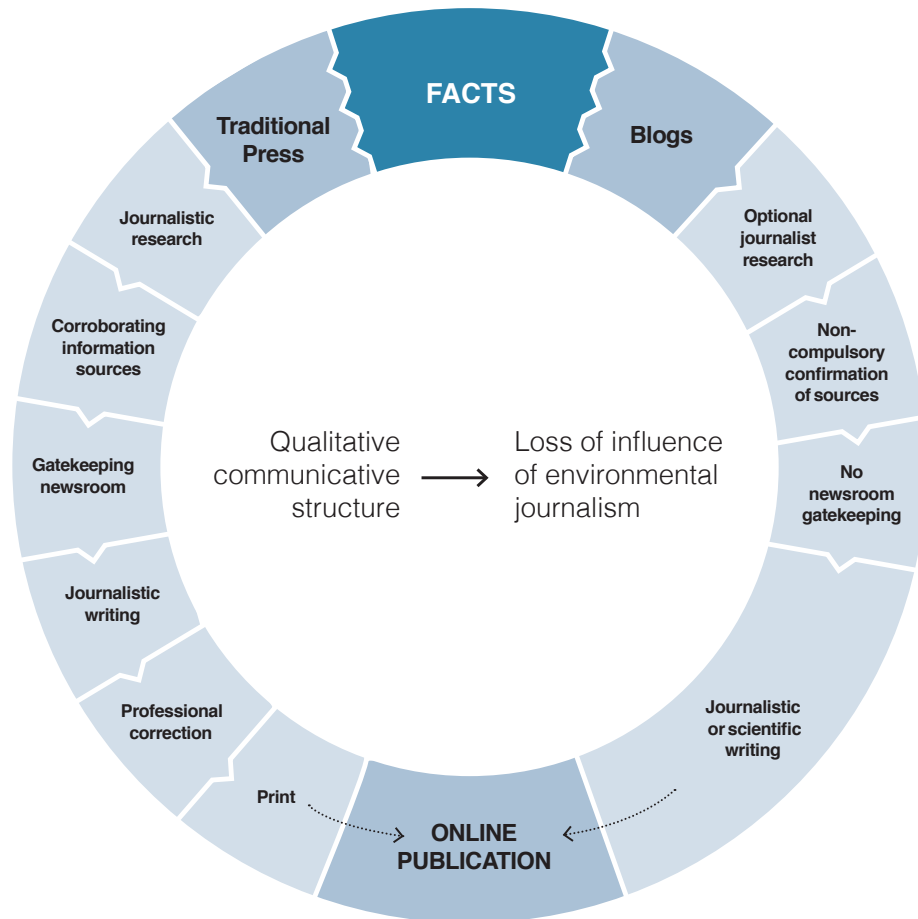 FACTS
Traditional
Press
Journalistic
research
Corroborating
information
sources
Gatekeeping
newsroom
Journalistic
writing
Professional
correction
Print
Blogs
Optional
journalist
research
Non-
compulsory
confirmation
of sources
No
newsroom
gatekeeping
Journalistic
or scientific
writing
ONLINE
PUBLICATION
Qualitative
communicative
structure
Loss of influence
of environmental
journalism